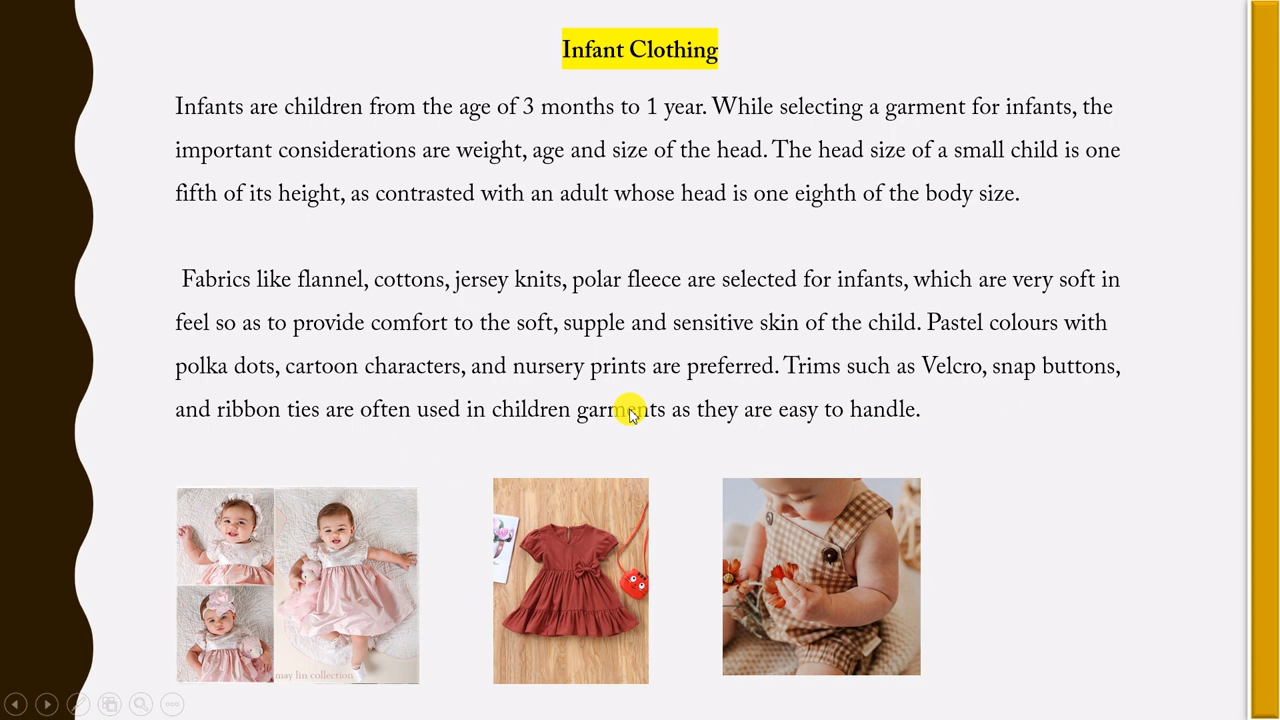 Infant Clothing
Infants are children from the age of 3 months to 1 year. While selecting a garment for infants, the
important considerations are weight, age and size of the head. The head size of a small child is one
fifth of its height, as contrasted with an adult whose head is one eighth of the body size.
Fabrics like flannel, cottons, jersey knits, polar fleece are selected for infants, which are very soft in
feel so as to provide comfort to the soft, supple and sensitive skin of the child. Pastel colours with
polka dots, cartoon characters, and nursery prints are preferred. Trims such as Velcro, snap buttons,
and ribbon ties are often used in children garments as they are easy to handle.
may lin collection